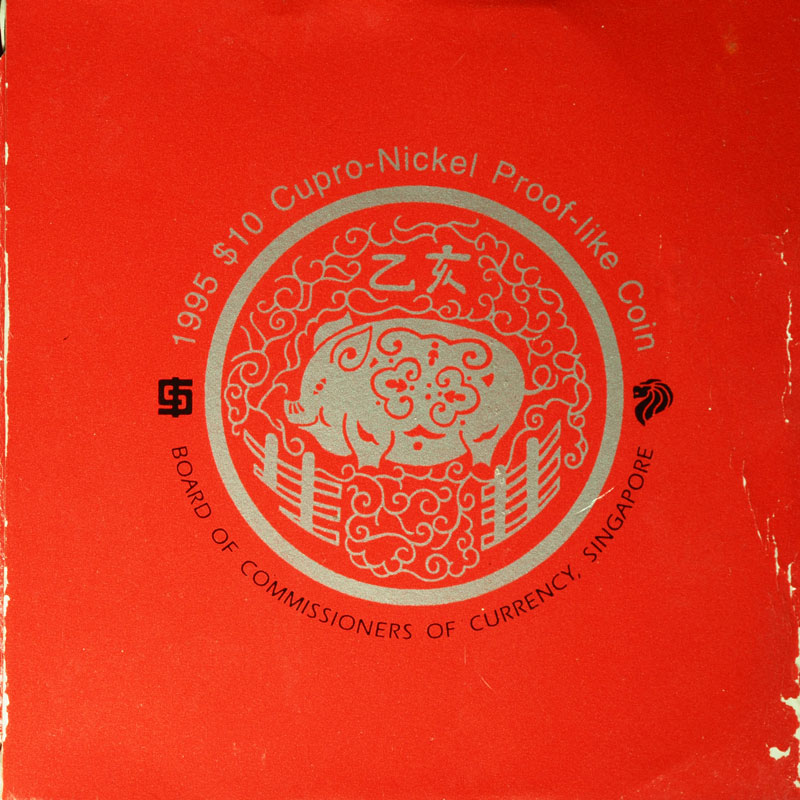 1995 $10 Cupro-Nickel Proof-like Coin
乙亥
BOARD OF COMMISSIONERS OF CURRENCY, SINGAPORE